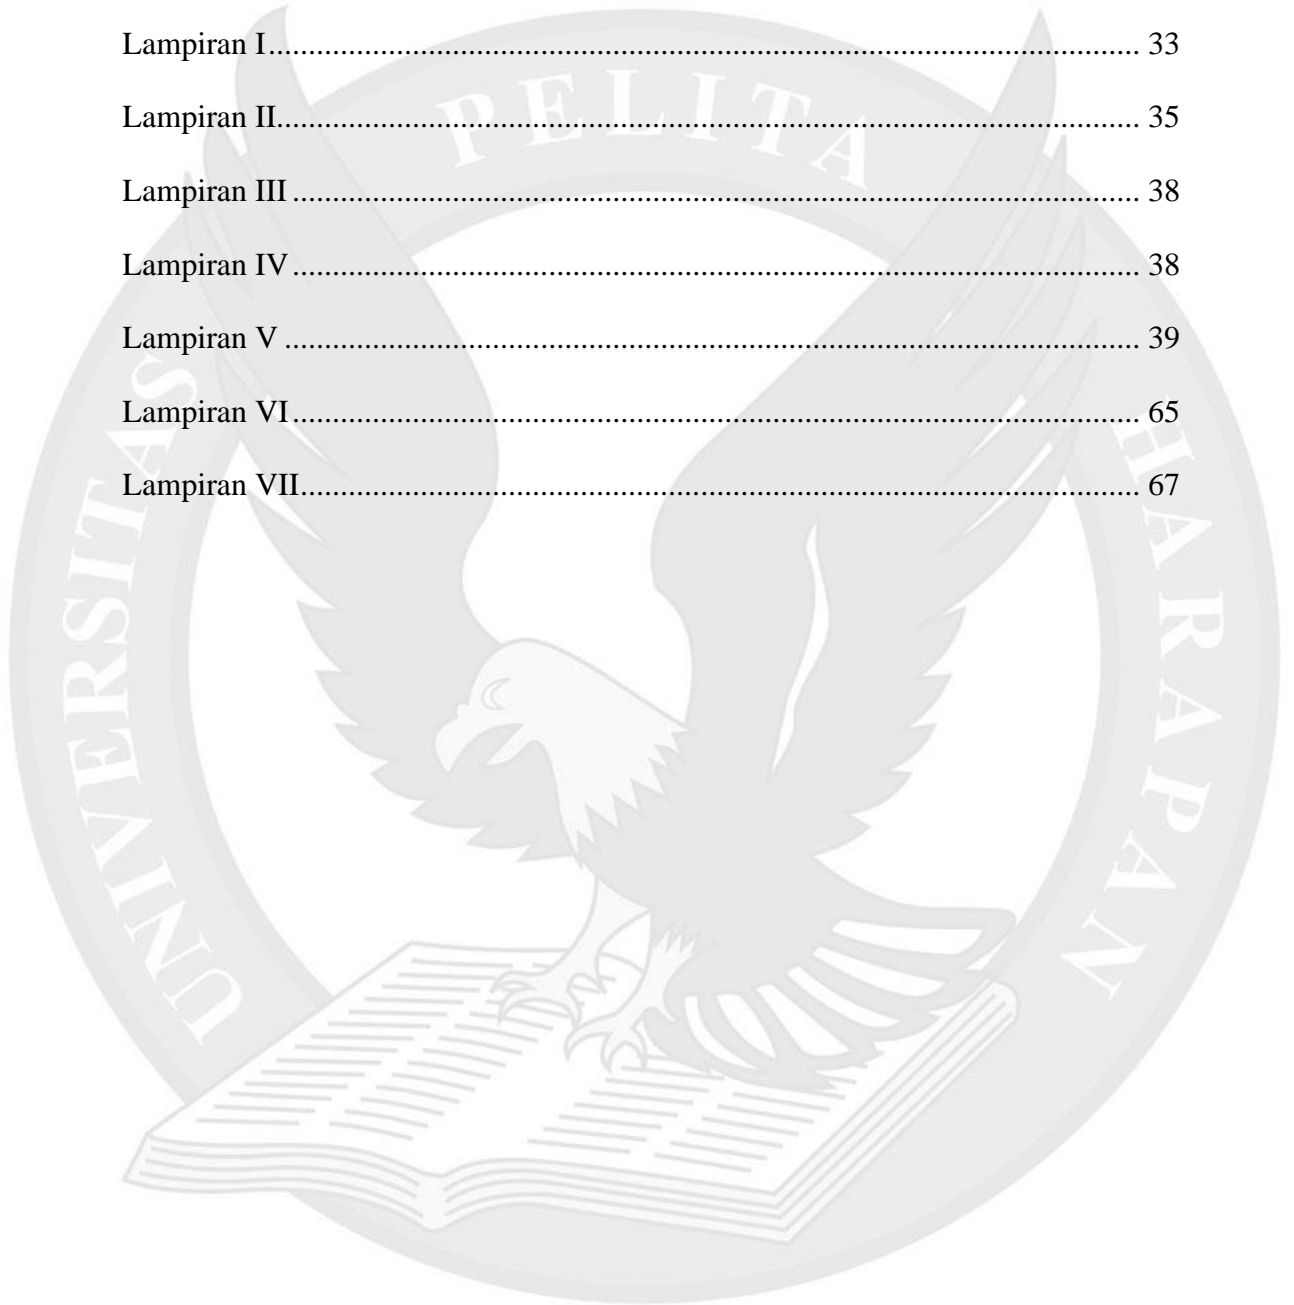 Lampiran I........................................................................................................ 33
Lampiran II....................................................................................................... 35
Lampiran III ..................................................................................................... 38
Lampiran IV ..................................................................................................... 38
Lampiran V ...................................................................................................... 39
Lampiran VI ..................................................................................................... 65
Lampiran VII.................................................................................................... 67
UNIVERSITAS PELITA HARAPAN